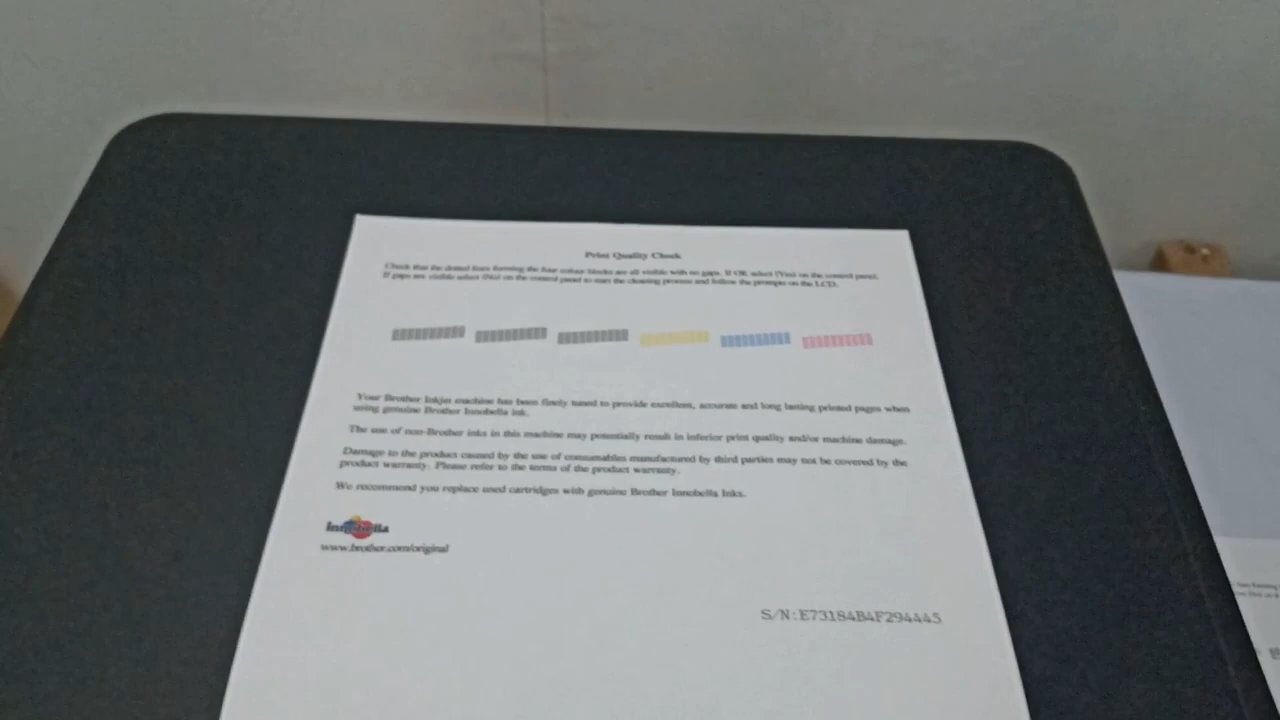 Print Quality Check
Check that the dotted lines forming the four colour blocks are all visible with no gaps. If OK select (Yes) on the control panel.
If gaps are visible select (No) on the control panel to start the cleaning process and follow the prompts on the LCD.
Your Brother Inkjet machine has been finely tuned to provide excellent, accurate and long lasting printed pages when
using genuine Brother Innobella ink.
The use of non-Brother inks in this machine may potentially result in inferior print quality and/or machine damage.
Damage to the product caused by the use of consumables manufactured by third parties may not be covered by the
product warranty. Please refer to the terms of the product warranty.
We recommend you replace used cartridges with genuine Brother Innobella Inks.
Innobella
www.brother.com/original
S/N:E73184B4F294445